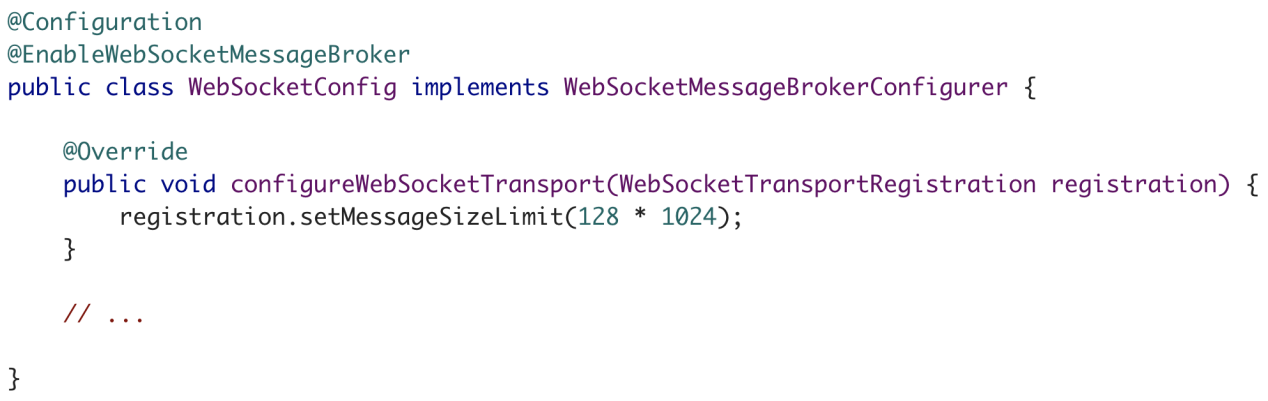 @Configuration
@EnableWebSocketMessageBroker
public class WebSocketConfig implements WebSocketMessageBrokerConfigurer {
    @Override
    public void configureWebSocketTransport(WebSocketTransportRegistration registration) {
        registration.setMessageSizeLimit(128 * 1024);
    }
    // ...
}